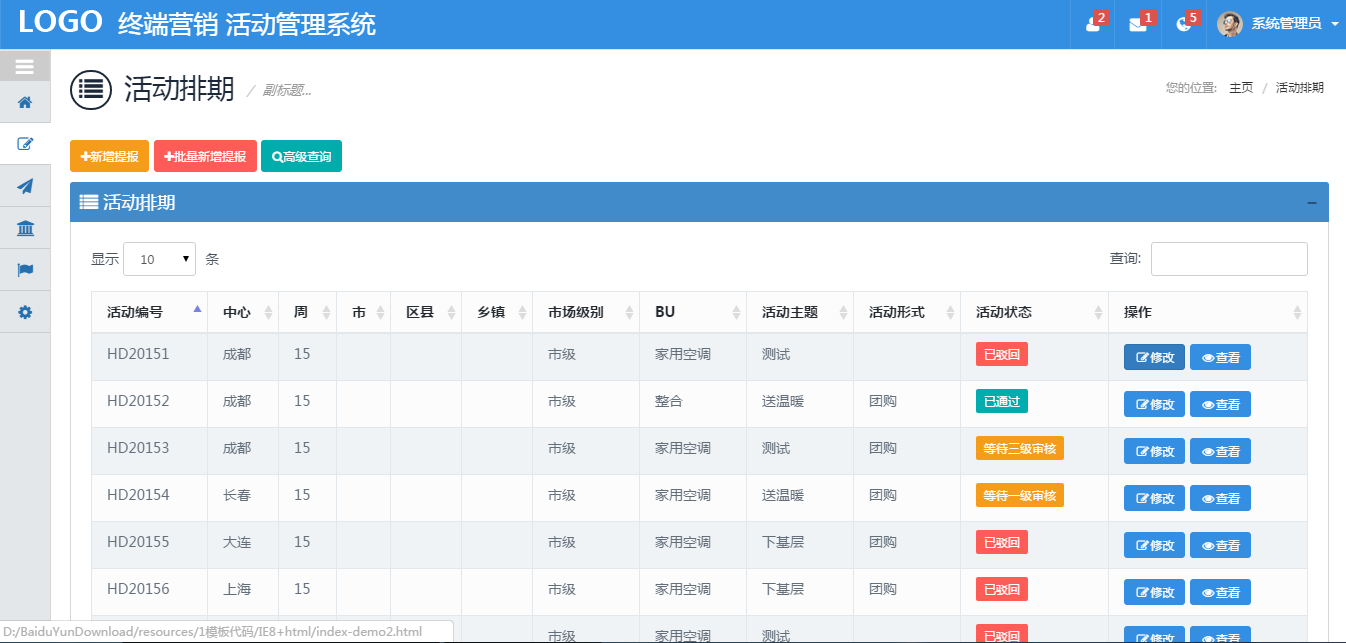 LOGO 终端营销 活动管理系统 2 1 5 系统管理员
活动排期 / 副标题... 您的位置: 主页 / 活动排期
新增提报 批量新增提报 高级查询
活动排期
显示 10 条 查询:
活动编号 中心 周 市 区县 乡镇 市场级别 BU 活动主题 活动形式 活动状态 操作
HD20151 成都 15 市级 家用空调 测试 已驳回 修改 查看
HD20152 成都 15 市级 整合 送温暖 团购 已通过 修改 查看
HD20153 成都 15 市级 家用空调 测试 团购 等待三级审核 修改 查看
HD20154 长春 15 市级 家用空调 送温暖 团购 等待一级审核 修改 查看
HD20155 大连 15 市级 家用空调 下基层 团购 已驳回 修改 查看
HD20156 上海 15 市级 家用空调 下基层 团购 已驳回 修改 查看
市级 家用空调 测试 已驳回 修改 查看
D:/BaiduYunDownload/resources/1模板代码/IE8+html/index-demo2.html